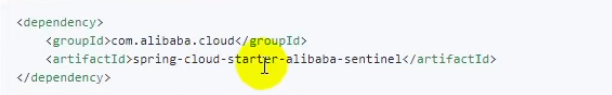 <dependency>
<groupId>com.alibaba.cloud</groupId>
<artifactId>spring-cloud-starter-alibaba-sentinel</artifactId>
</dependency>